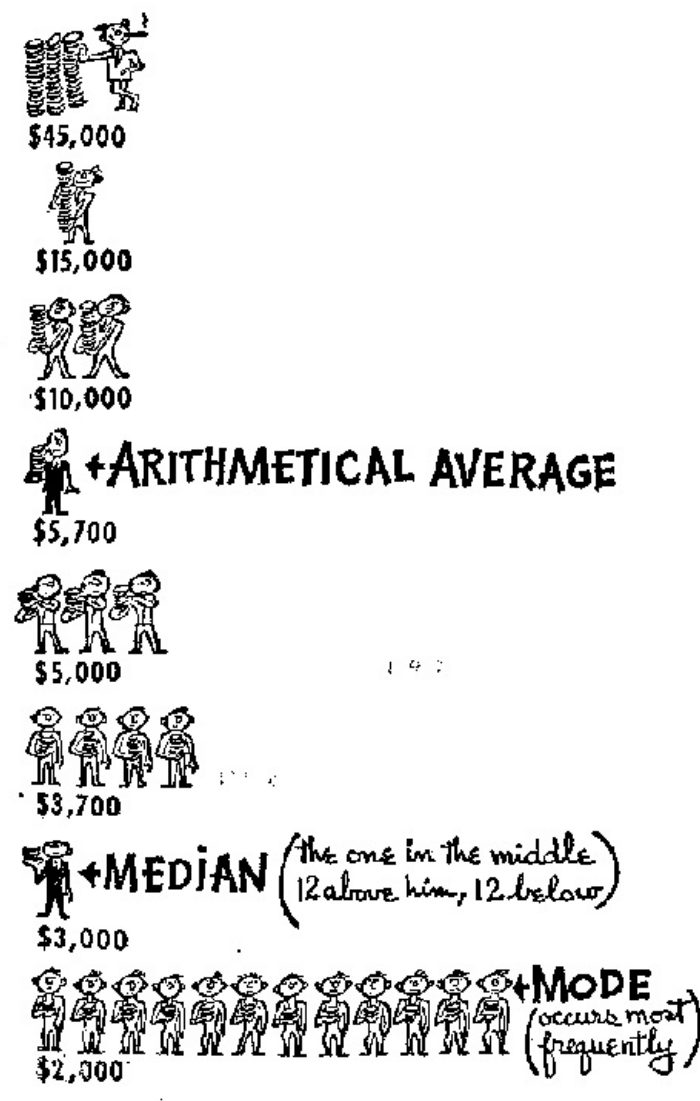 $45,000
$15,000
$10,000
ARITHMETICAL AVERAGE
$5,700
$5,000
$3,700
MEDIAN (the one in the middle
12 above him, 12 below)
$3,000
MODE
(occurs most
frequently)
$2,000